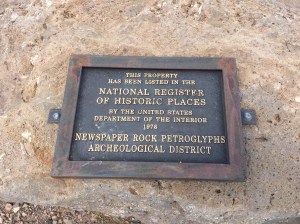 THIS PROPERTY
HAS BEEN LISTED IN THE
NATIONAL REGISTER
OF HISTORIC PLACES
BY THE UNITED STATES
DEPARTMENT OF THE INTERIOR
1976
NEWSPAPER ROCK PETROGLYPHS
ARCHEOLOGICAL DISTRICT